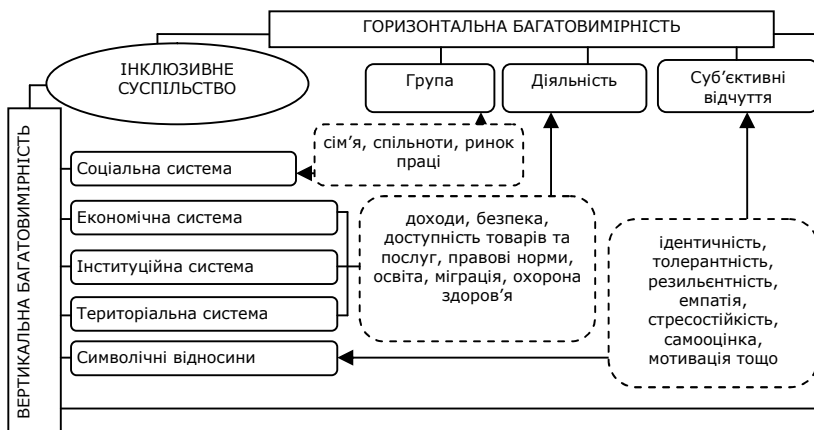 ГОРИЗОНТАЛЬНА БАГАТОВИМІРНІСТЬ
ІНКЛЮЗИВНЕ
СУСПІЛЬСТВО
Група
Діяльність
Суб’єктивні
відчуття
ВЕРТИКАЛЬНА БАГАТОВИМІРНІСТЬ
сім’я, спільноти, ринок
праці
Соціальна система
Економічна система
Інституційна система
Територіальна система
Символічні відносини
доходи, безпека,
доступність товарів та
послуг, правові норми,
освіта, міграція, охорона
здоров’я
ідентичність,
толерантність,
резильєнтність,
емпатія,
стресостійкість,
самооцінка,
мотивація тощо